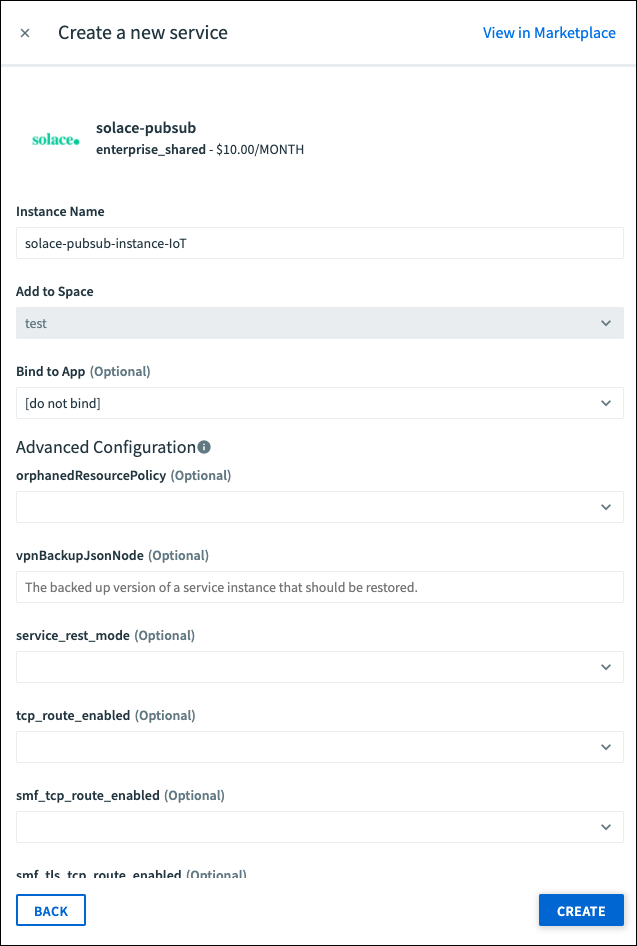 × Create a new service View in Marketplace
solace-pubsub
solace.
enterprise_shared - $10.00/MONTH
Instance Name
solace-pubsub-instance-IoT
Add to Space
test
Bind to App (Optional)
[do not bind]
Advanced Configuration
orphanedResourcePolicy (Optional)
vpnBackupJsonNode (Optional)
The backed up version of a service instance that should be restored.
service_rest_mode (Optional)
tcp_route_enabled (Optional)
smf_tcp_route_enabled (Optional)
smf_tls_tcp_route_enabled (Optional)
BACK CREATE